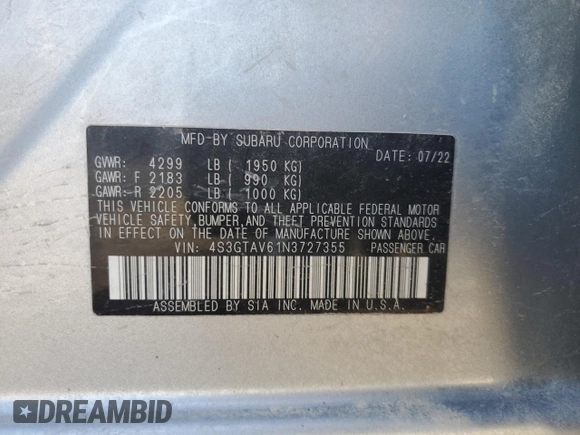 MFD-BY SUBARU CORPORATION
DATE: 07/22
GVWR: 4299 LB ( 1950 KG)
GAWR: F 2183 LB ( 990 KG)
GAWR: R 2205 LB ( 1000 KG)
THIS VEHICLE CONFORMS TO ALL APPLICABLE FEDERAL MOTOR
VEHICLE SAFETY, BUMPER, AND THEFT PREVENTION STANDARDS
IN EFFECT ON THE DATE OF MANUFACTURE SHOWN ABOVE.
VIN: 4S3GTAV61N3727355 PASSENGER CAR
ASSEMBLED BY SIA INC. MADE IN U.S.A.
DREAMBID